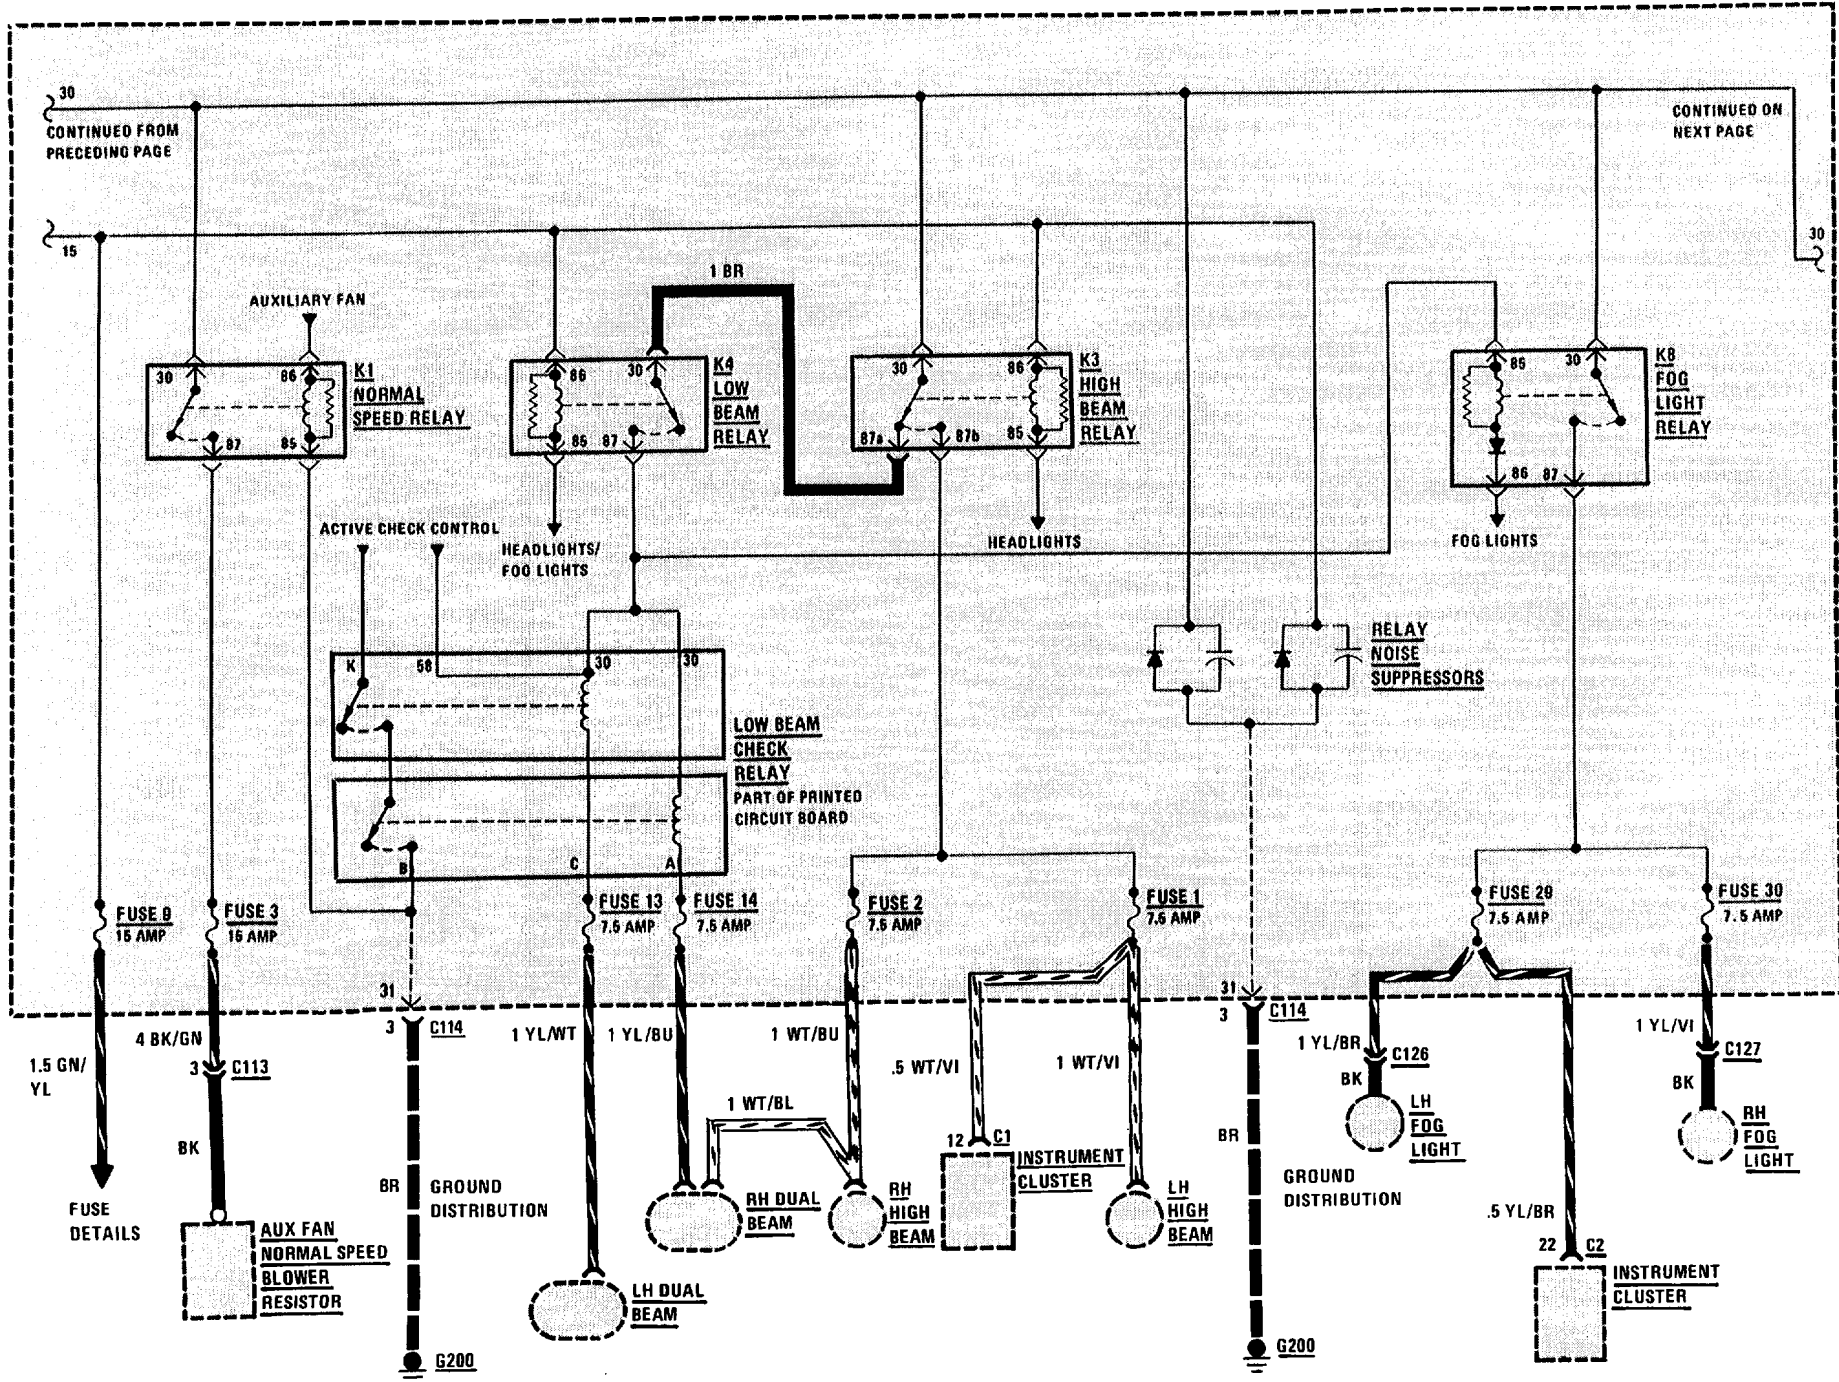 30
CONTINUED FROM
PRECEDING PAGE
CONTINUED ON
NEXT PAGE
30
15
1 BR
AUXILIARY FAN
30
86
87
85
K1
NORMAL
SPEED RELAY
86
30
85
87
K4
LOW
BEAM
RELAY
30
86
87a
87b
85
K3
HIGH
BEAM
RELAY
85
30
86
87
K8
FOG
LIGHT
RELAY
ACTIVE CHECK CONTROL
HEADLIGHTS/
FOG LIGHTS
HEADLIGHTS
FOG LIGHTS
K
58
30
30
LOW BEAM
CHECK
RELAY
PART OF PRINTED
CIRCUIT BOARD
B
C
A
RELAY
NOISE
SUPPRESSORS
FUSE
15 AMP
FUSE 3
15 AMP
FUSE 13
7.5 AMP
FUSE 14
7.5 AMP
FUSE 2
7.5 AMP
FUSE 1
7.5 AMP
FUSE 29
7.5 AMP
FUSE 30
7.5 AMP
31
3
C114
31
3
C114
1.5 GN/
YL
4 BK/GN
3
C113
BK
1 YL/WT
1 YL/BU
1 WT/BU
.5 WT/VI
1 WT/VI
1 YL/BR
C126
BK
1 YL/VI
C127
BK
1 WT/BL
12
C1
INSTRUMENT
CLUSTER
BR
GROUND
DISTRIBUTION
BR
GROUND
DISTRIBUTION
LH
FOG
LIGHT
RH
FOG
LIGHT
FUSE
DETAILS
AUX FAN
NORMAL SPEED
BLOWER
RESISTOR
RH DUAL
BEAM
RH
HIGH
BEAM
LH
HIGH
BEAM
.5 YL/BR
22
C2
INSTRUMENT
CLUSTER
LH DUAL
BEAM
G200
G200